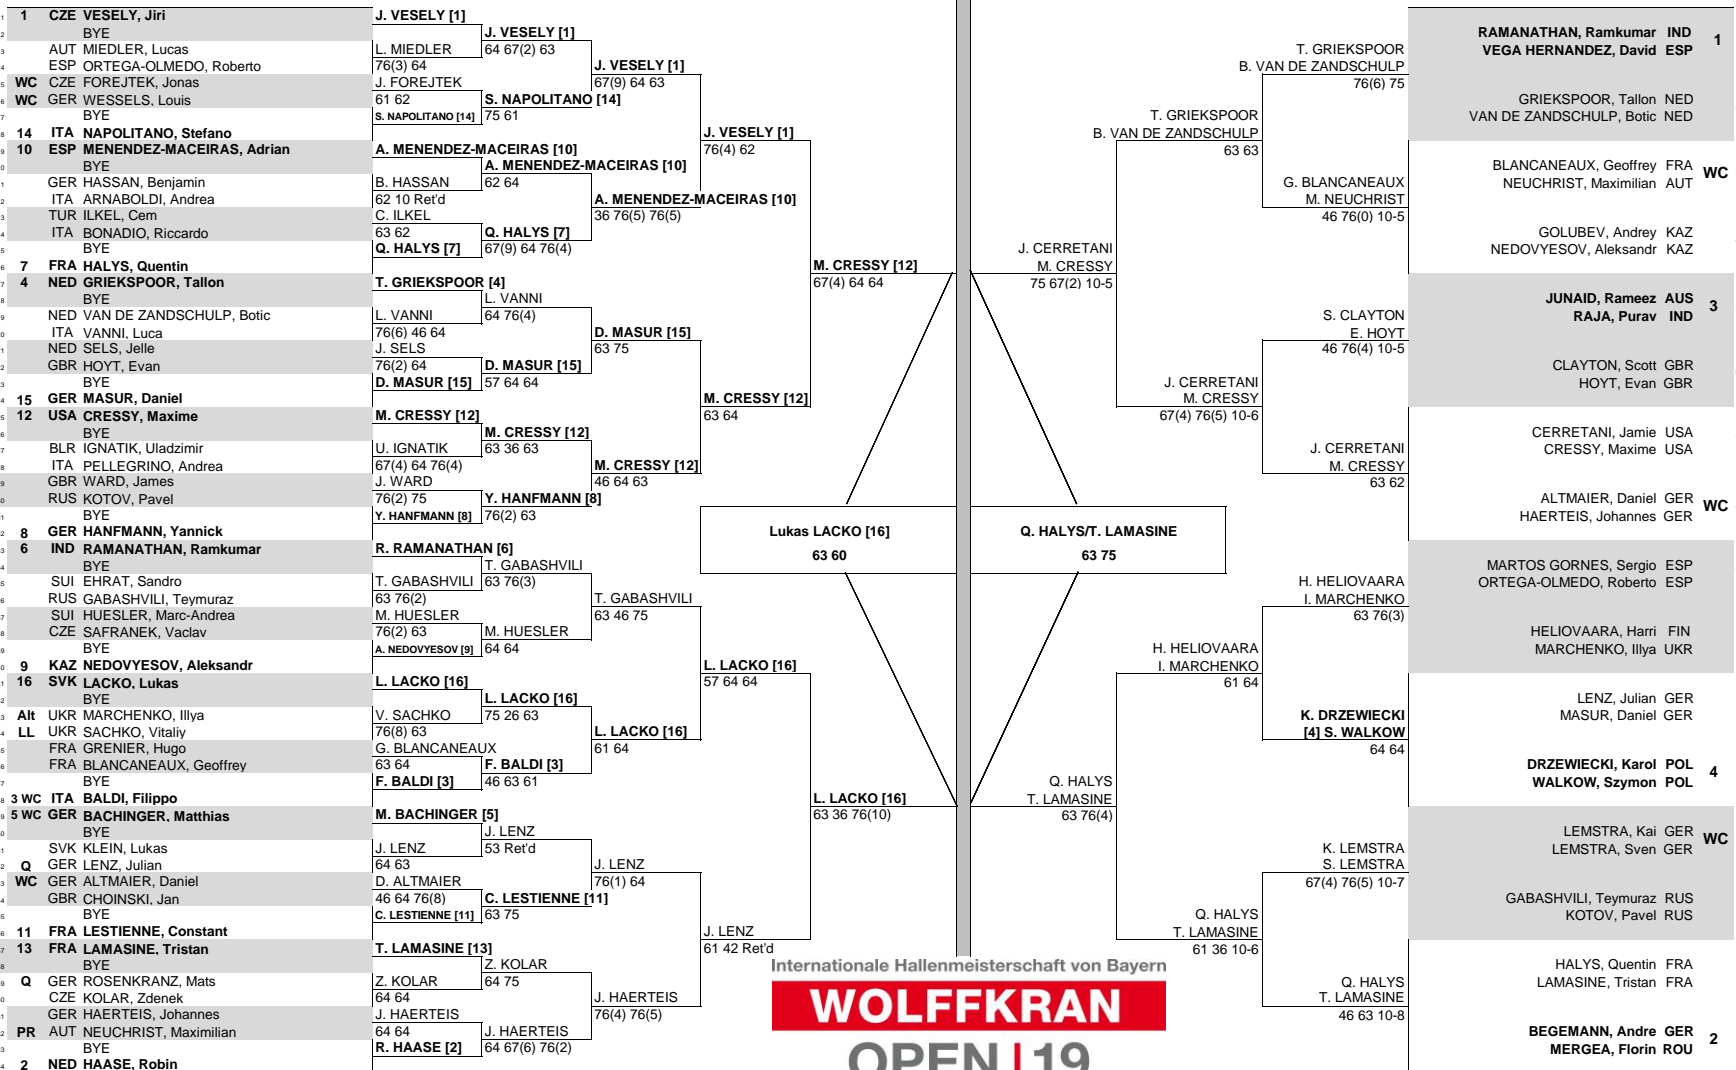 1 CZE VESELY, Jiri
BYE
AUT MIEDLER, Lucas
ESP ORTEGA-OLMEDO, Roberto
WC CZE FOREJTEK, Jonas
WC GER WESSELS, Louis
BYE
14 ITA NAPOLITANO, Stefano
10 ESP MENENDEZ-MACEIRAS, Adrian
BYE
GER HASSAN, Benjamin
ITA ARNABOLDI, Andrea
TUR ILKEL, Cem
ITA BONADIO, Riccardo
BYE
7 FRA HALYS, Quentin
4 NED GRIEKSPOOR, Tallon
BYE
NED VAN DE ZANDSCHULP, Botic
ITA VANNI, Luca
NED SELS, Jelle
GBR HOYT, Evan
BYE
15 GER MASUR, Daniel
12 USA CRESSY, Maxime
BYE
BLR IGNATIK, Uladzimir
ITA PELLEGRINO, Andrea
GBR WARD, James
RUS KOTOV, Pavel
BYE
8 GER HANFMANN, Yannick
6 IND RAMANATHAN, Ramkumar
BYE
SUI EHRAT, Sandro
RUS GABASHVILI, Teymuraz
SUI HUESLER, Marc-Andrea
CZE SAFRANEK, Vaclav
BYE
9 KAZ NEDOVYESOV, Aleksandr
16 SVK LACKO, Lukas
BYE
Alt UKR MARCHENKO, Illya
LL UKR SACHKO, Vitaliy
FRA GRENIER, Hugo
FRA BLANCANEAUX, Geoffrey
BYE
3 WC ITA BALDI, Filippo
5 WC GER BACHINGER, Matthias
BYE
SVK KLEIN, Lukas
Q GER LENZ, Julian
WC GER ALTMAIER, Daniel
GBR CHOINSKI, Jan
BYE
11 FRA LESTIENNE, Constant
13 FRA LAMASINE, Tristan
BYE
Q GER ROSENKRANZ, Mats
CZE KOLAR, Zdenek
GER HAERTEIS, Johannes
PR AUT NEUCHRIST, Maximilian
BYE
2 NED HAASE, Robin
J. VESELY [1]
L. MIEDLER
76(3) 64
J. FOREJTEK
61 62
S. NAPOLITANO [14]
A. MENENDEZ-MACEIRAS [10]
B. HASSAN
62 10 Ret'd
C. ILKEL
63 62
Q. HALYS [7]
T. GRIEKSPOOR [4]
L. VANNI
76(6) 46 64
J. SELS
76(2) 64
D. MASUR [15]
M. CRESSY [12]
U. IGNATIK
67(4) 64 76(4)
J. WARD
76(2) 75
Y. HANFMANN [8]
R. RAMANATHAN [6]
T. GABASHVILI
63 76(2)
M. HUESLER
76(2) 63
A. NEDOVYESOV [9]
L. LACKO [16]
V. SACHKO
76(8) 63
G. BLANCANEAUX
63 64
F. BALDI [3]
M. BACHINGER [5]
J. LENZ
64 63
D. ALTMAIER
46 64 76(8)
C. LESTIENNE [11]
T. LAMASINE [13]
Z. KOLAR
64 64
J. HAERTEIS
64 64
R. HAASE [2]
J. VESELY [1]
64 67(2) 63
S. NAPOLITANO [14]
75 61
A. MENENDEZ-MACEIRAS [10]
62 64
Q. HALYS [7]
67(9) 64 76(4)
L. VANNI
64 76(4)
D. MASUR [15]
57 64 64
M. CRESSY [12]
63 36 63
Y. HANFMANN [8]
76(2) 63
T. GABASHVILI
63 76(3)
M. HUESLER
64 64
L. LACKO [16]
75 26 63
F. BALDI [3]
46 63 61
J. LENZ
53 Ret'd
C. LESTIENNE [11]
63 75
Z. KOLAR
64 75
J. HAERTEIS
64 67(6) 76(2)
J. VESELY [1]
67(9) 64 63
A. MENENDEZ-MACEIRAS [10]
36 76(5) 76(5)
D. MASUR [15]
63 75
M. CRESSY [12]
46 64 63
T. GABASHVILI
63 46 75
L. LACKO [16]
61 64
J. LENZ
76(1) 64
J. HAERTEIS
76(4) 76(5)
J. VESELY [1]
76(4) 62
M. CRESSY [12]
63 64
L. LACKO [16]
57 64 64
J. LENZ
61 42 Ret'd
M. CRESSY [12]
67(4) 64 64
L. LACKO [16]
63 36 76(10)
Lukas LACKO [16]
63 60
Q. HALYS/T. LAMASINE
63 75
J. CERRETANI
M. CRESSY
75 67(2) 10-5
Q. HALYS
T. LAMASINE
63 76(4)
T. GRIEKSPOOR
B. VAN DE ZANDSCHULP
63 63
J. CERRETANI
M. CRESSY
67(4) 76(5) 10-6
H. HELIOVAARA
I. MARCHENKO
61 64
Q. HALYS
T. LAMASINE
61 36 10-6
T. GRIEKSPOOR
B. VAN DE ZANDSCHULP
76(6) 75
G. BLANCANEAUX
M. NEUCHRIST
46 76(0) 10-5
S. CLAYTON
E. HOYT
46 76(4) 10-5
J. CERRETANI
M. CRESSY
63 62
H. HELIOVAARA
I. MARCHENKO
63 76(3)
K. DRZEWIECKI
[4] S. WALKOW
64 64
K. LEMSTRA
S. LEMSTRA
67(4) 76(5) 10-7
Q. HALYS
T. LAMASINE
46 63 10-8
RAMANATHAN, Ramkumar IND
1
VEGA HERNANDEZ, David ESP
GRIEKSPOOR, Tallon NED
VAN DE ZANDSCHULP, Botic NED
BLANCANEAUX, Geoffrey FRA
WC
NEUCHRIST, Maximilian AUT
GOLUBEV, Andrey KAZ
NEDOVYESOV, Aleksandr KAZ
JUNAID, Rameez AUS
3
RAJA, Purav IND
CLAYTON, Scott GBR
HOYT, Evan GBR
CERRETANI, Jamie USA
CRESSY, Maxime USA
ALTMAIER, Daniel GER
WC
HAERTEIS, Johannes GER
MARTOS GORNES, Sergio ESP
ORTEGA-OLMEDO, Roberto ESP
HELIOVAARA, Harri FIN
MARCHENKO, Illya UKR
LENZ, Julian GER
MASUR, Daniel GER
DRZEWIECKI, Karol POL
4
WALKOW, Szymon POL
LEMSTRA, Kai GER
WC
LEMSTRA, Sven GER
GABASHVILI, Teymuraz RUS
KOTOV, Pavel RUS
HALYS, Quentin FRA
LAMASINE, Tristan FRA
BEGEMANN, Andre GER
2
MERGEA, Florin ROU
Internationale Hallenmeisterschaft von Bayern
WOLFFKRAN
OPEN | 19